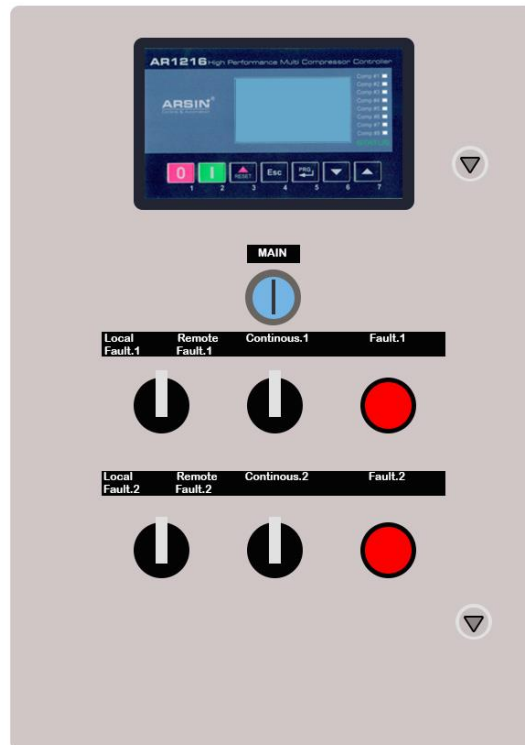 AR1216 High Performance Multi Compressor Controller
Comp #1
Comp #2
Comp #3
Comp #4
Comp #5
Comp #6
Comp #7
Comp #8
ARSIN®
0 I RESET Esc PRG
1 2 3 4 5 6 7
MAIN
Local Remote Continous.1 Fault.1
Fault.1 Fault.1
Local Remote Continous.2 Fault.2
Fault.2 Fault.2